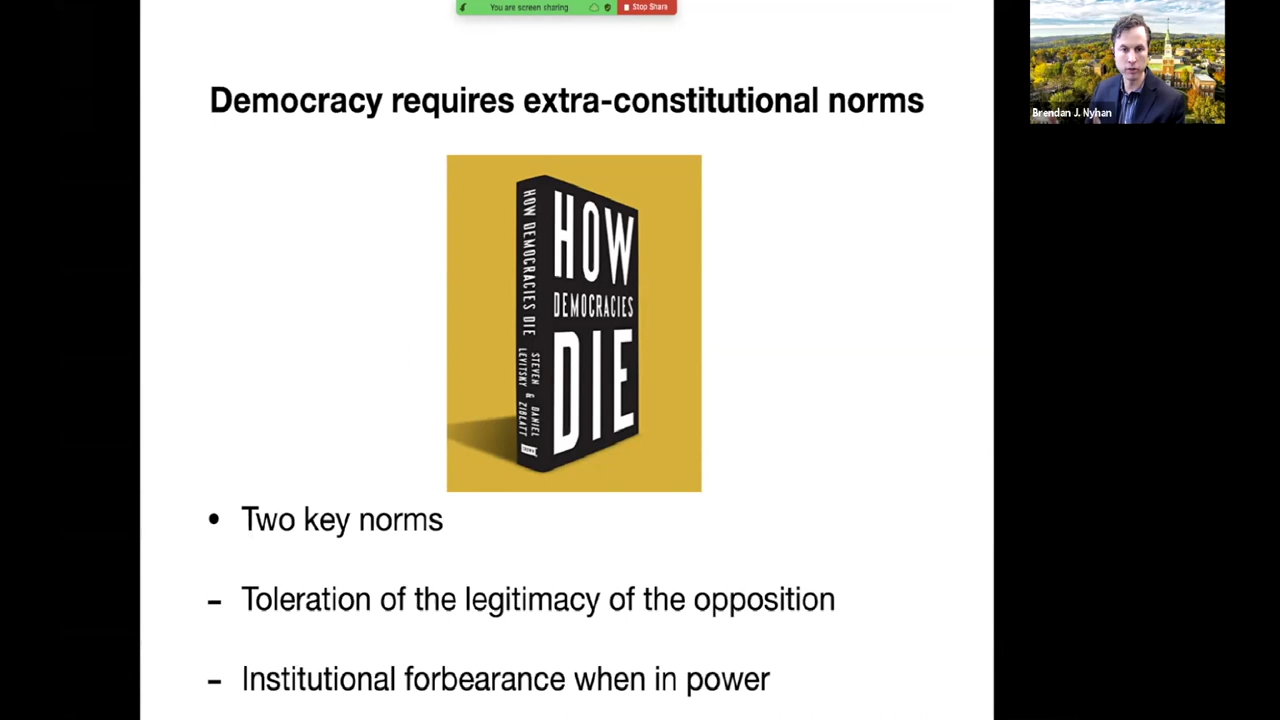 You are screen sharing
Stop Share
Brendan J. Nyhan
Democracy requires extra-constitutional norms
HOW DEMOCRACIES DIE
STEVEN LEVITSKY & DANIEL ZIBLATT
HOW
DEMOCRACIES
DIE
• Two key norms
– Toleration of the legitimacy of the opposition
– Institutional forbearance when in power